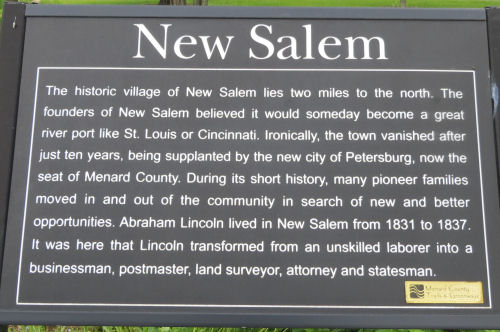 New Salem
The historic village of New Salem lies two miles to the north. The
founders of New Salem believed it would someday become a great
river port like St. Louis or Cincinnati. Ironically, the town vanished after
just ten years, being supplanted by the new city of Petersburg, now the
seat of Menard County. During its short history, many pioneer families
moved in and out of the community in search of new and better
opportunities. Abraham Lincoln lived in New Salem from 1831 to 1837.
It was here that Lincoln transformed from an unskilled laborer into a
businessman, postmaster, land surveyor, attorney and statesman.
Menard County
Trails & Greenways